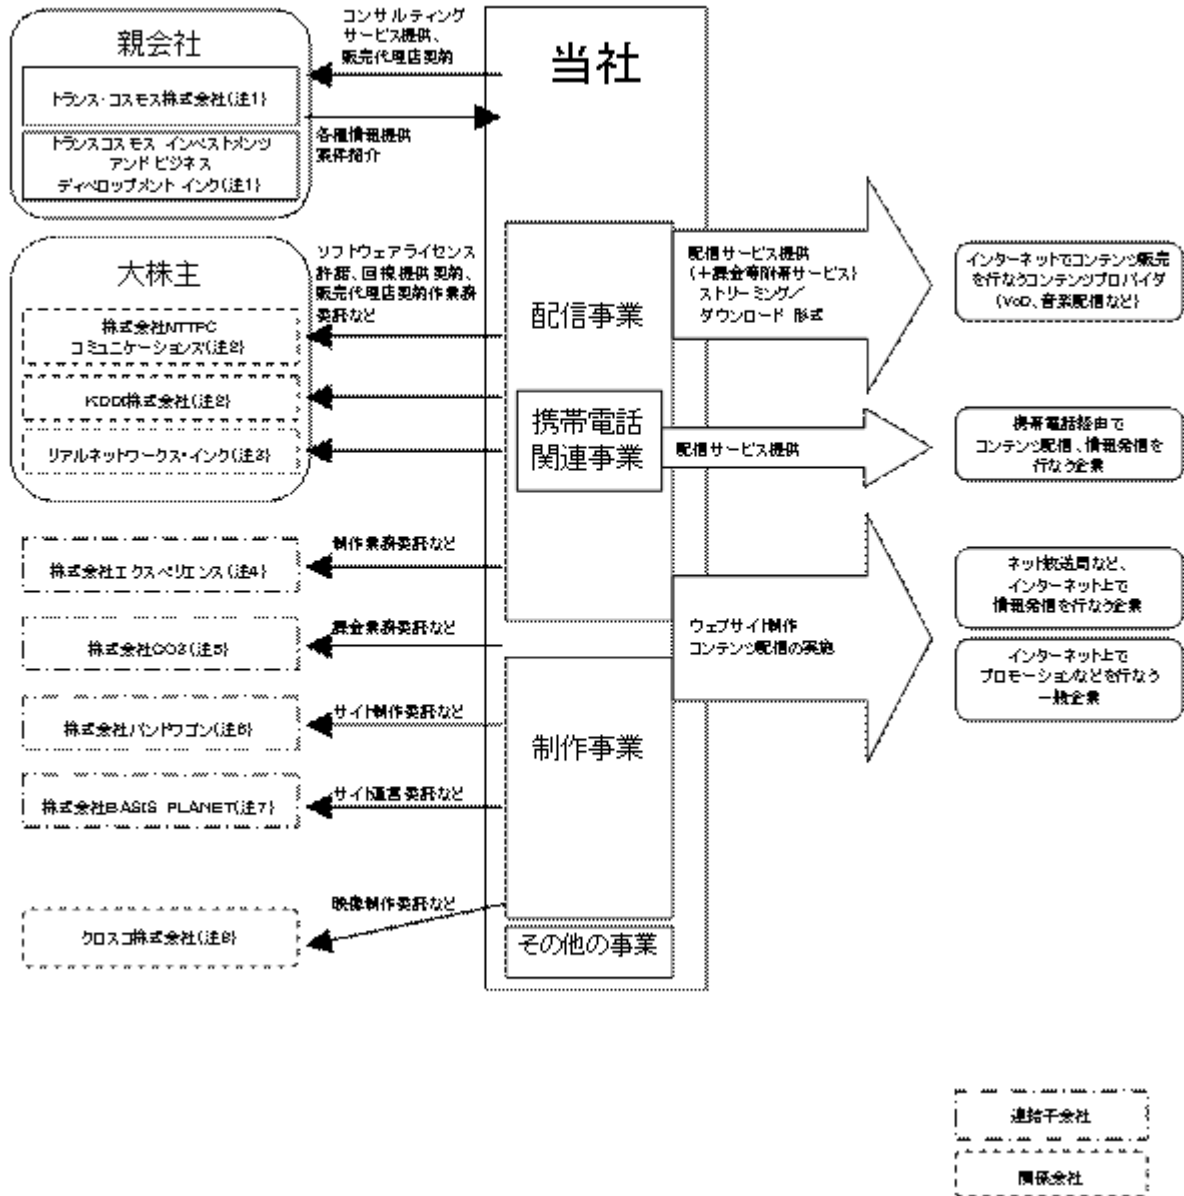 親会社
トランス・コスモス株式会社(注1)
トランスコスモス インベストメンツ
アンド ビジネス
ディベロップメント インク(注1)
コンサルティング
サービス提供、
販売代理店契約
各種情報提供
案件紹介
大株主
株式会社NTTPC
コミュニケーションズ(注2)
KDDI株式会社(注2)
リアルネットワークス・インク(注3)
ソフトウェアライセンス
許諾、回線提供契約、
販売代理店契約作業務
委託など
株式会社エクスペリエンス(注4)
制作業務委託など
株式会社CO3(注5)
課金業務委託など
株式会社バンドワゴン(注6)
サイト制作委託など
株式会社BASIS PLANET(注7)
サイト運営委託など
クロスコ株式会社(注8)
映像制作委託など
当社
配信事業
携帯電話
関連事業
制作事業
その他の事業
配信サービス提供
(+課金等附帯サービス)
ストリーミング/
ダウンロード 形式
配信サービス提供
ウェブサイト制作
コンテンツ配信の実施
インターネットでコンテンツ販売
を行なうコンテンツプロバイダ
(VoD、音楽配信など)
携帯電話経由で
コンテンツ配信、情報発信を
行なう企業
ネット放送局など、
インターネット上で
情報発信を行なう企業
インターネット上で
プロモーションなどを行なう
一般企業
連結子会社
関係会社